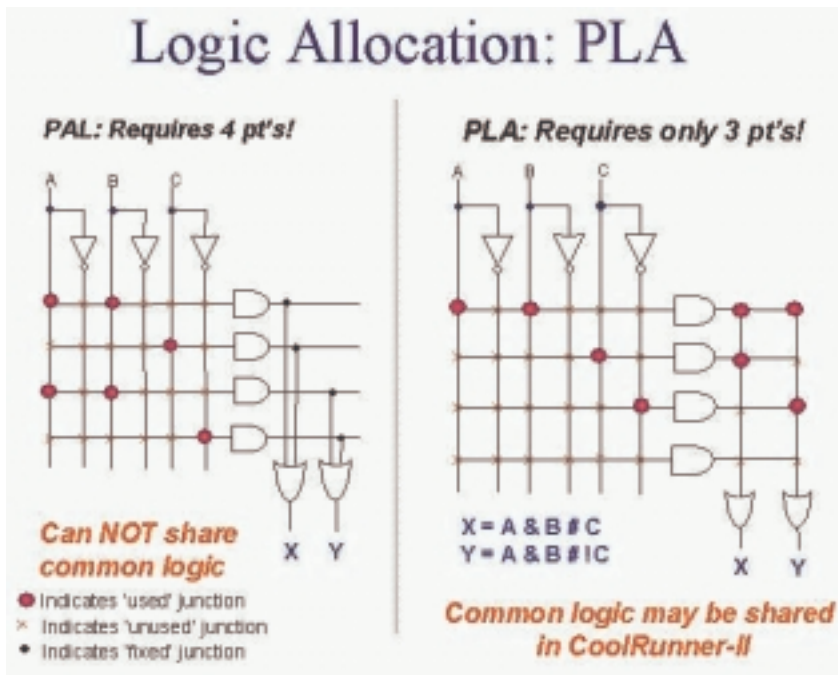 Logic Allocation: PLA
PAL: Requires 4 pt's!
A B C
X Y
Can NOT share
common logic
Indicates 'used' junction
Indicates 'unused' junction
Indicates 'fixed' junction
PLA: Requires only 3 pt's!
A B C
X = A & B # C
Y = A & B # !C
X Y
Common logic may be shared
in CoolRunner-II